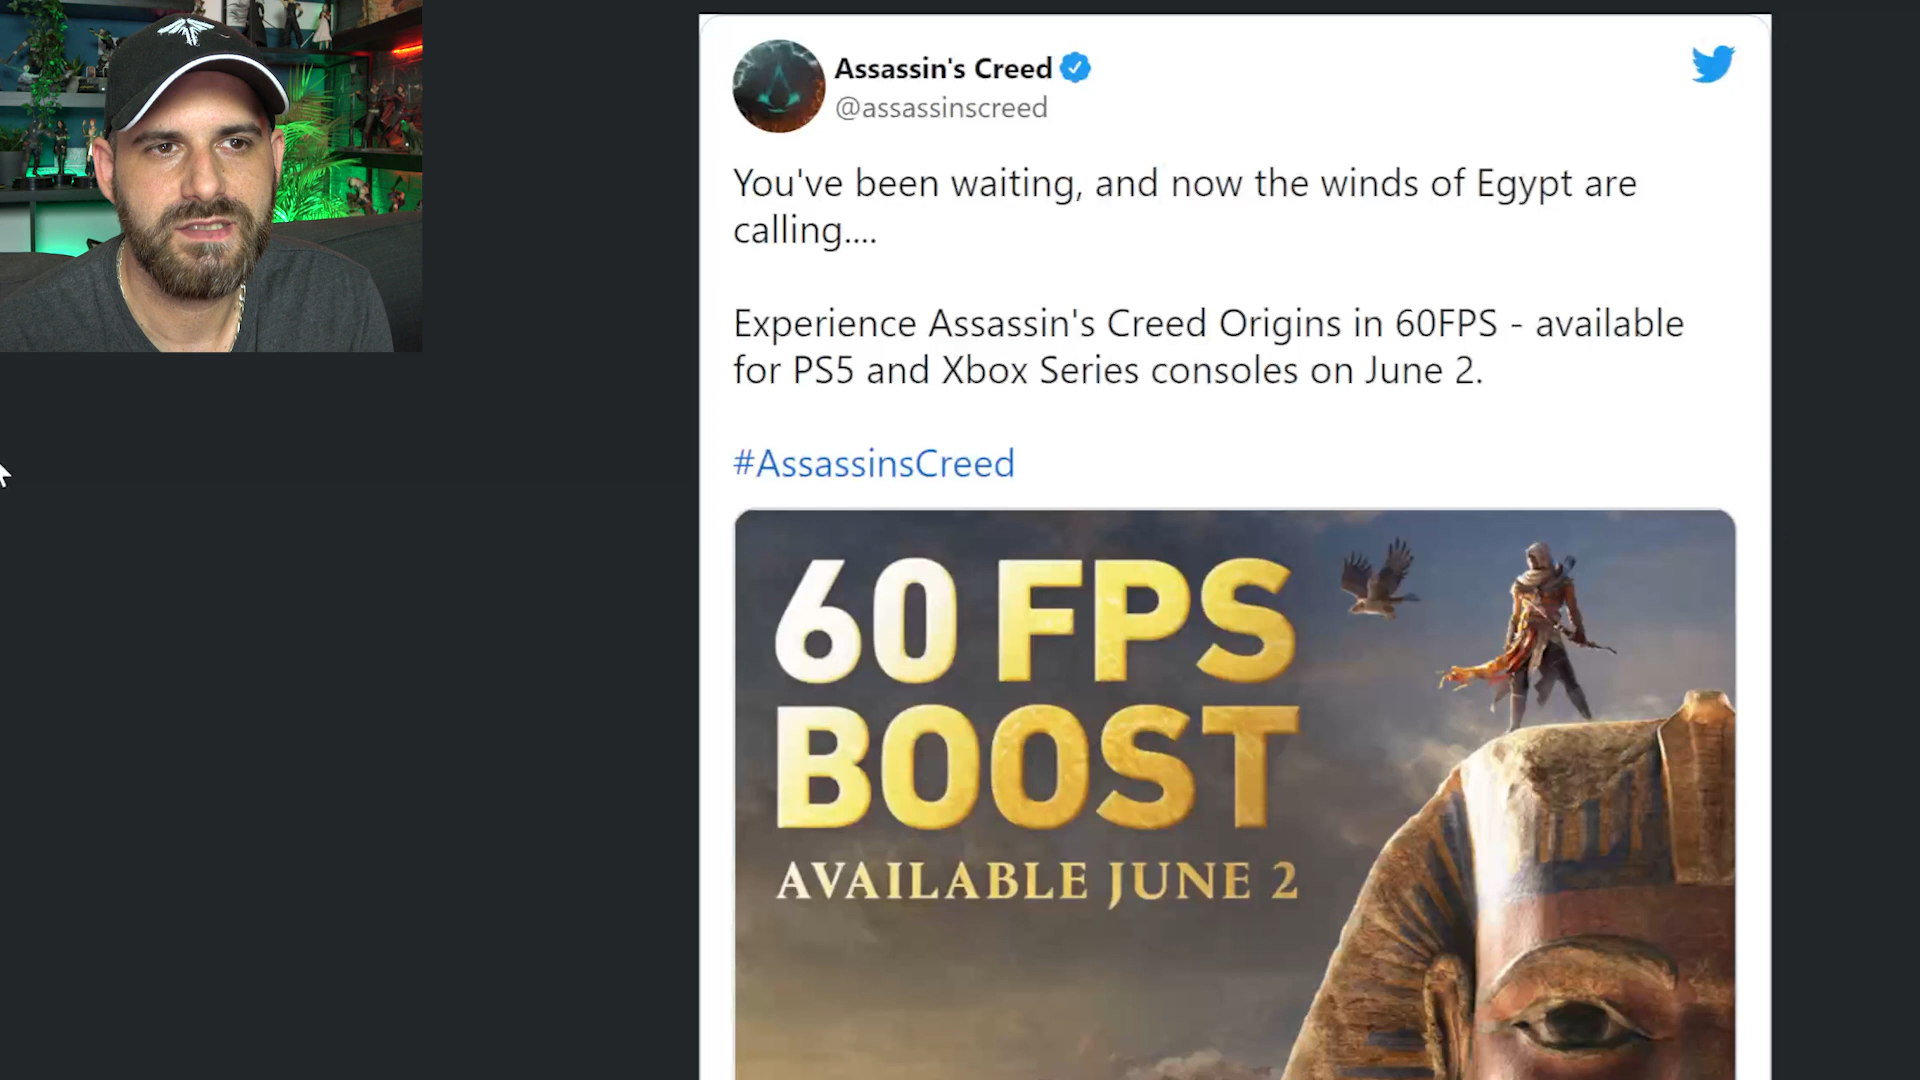 Assassin's Creed
@assassinscreed
You've been waiting, and now the winds of Egypt are
calling....
Experience Assassin's Creed Origins in 60FPS - available
for PS5 and Xbox Series consoles on June 2.
#AssassinsCreed
60 FPS
BOOST
AVAILABLE JUNE 2